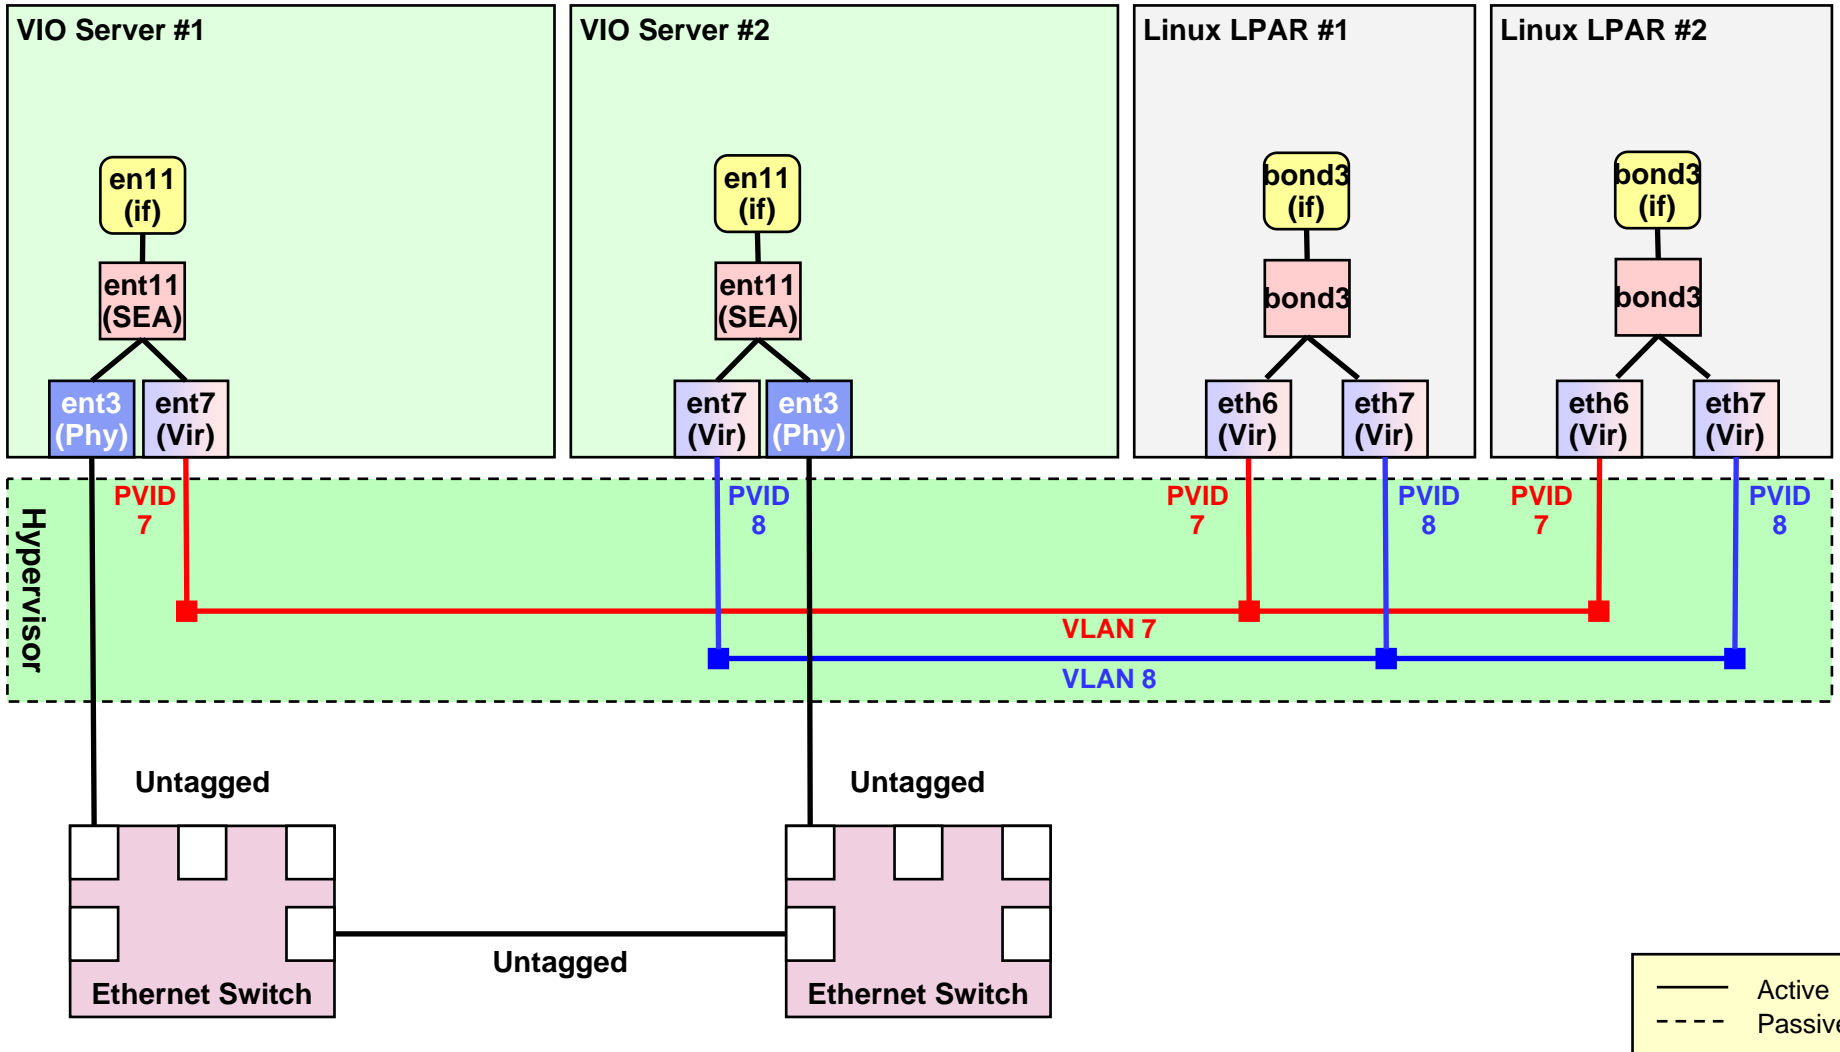 VIO Server #1
VIO Server #2
Linux LPAR #1
Linux LPAR #2
en11
(if)
en11
(if)
bond3
(if)
bond3
(if)
ent11
(SEA)
ent11
(SEA)
bond3
bond3
ent3
(Phy)
ent7
(Vir)
ent7
(Vir)
ent3
(Phy)
eth6
(Vir)
eth7
(Vir)
eth6
(Vir)
eth7
(Vir)
Hypervisor
PVID
7
PVID
8
PVID
7
PVID
8
PVID
7
PVID
8
VLAN 7
VLAN 8
Untagged
Untagged
Untagged
Ethernet Switch
Ethernet Switch
Active
Passive